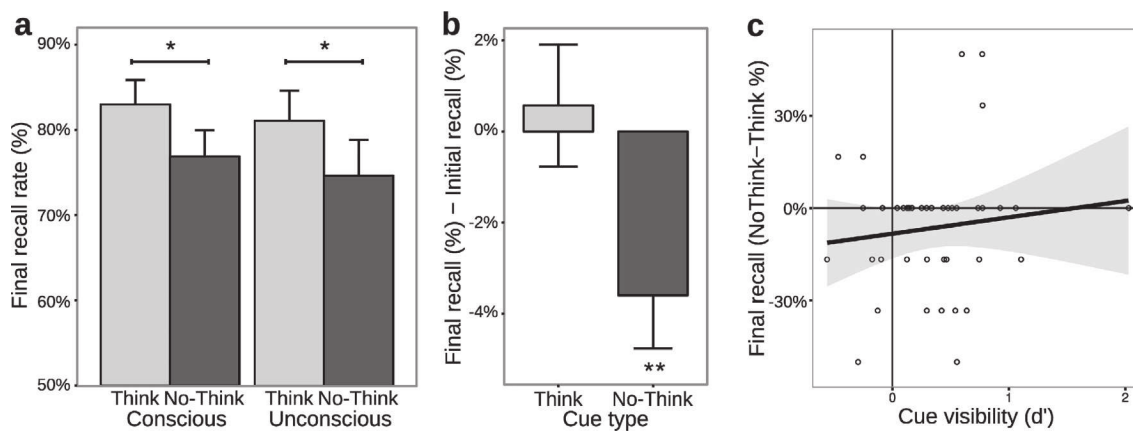 a
Final recall rate (%)
90%
80%
70%
60%
50%
*
*
Think No-Think Think No-Think
Conscious Unconscious
b
Final recall (%) − Initial recall (%)
2%
0%
-2%
-4%
**
Think No-Think
Cue type
c
Final recall (NoThink−Think %)
30%
0%
-30%
0 1 2
Cue visibility (d')